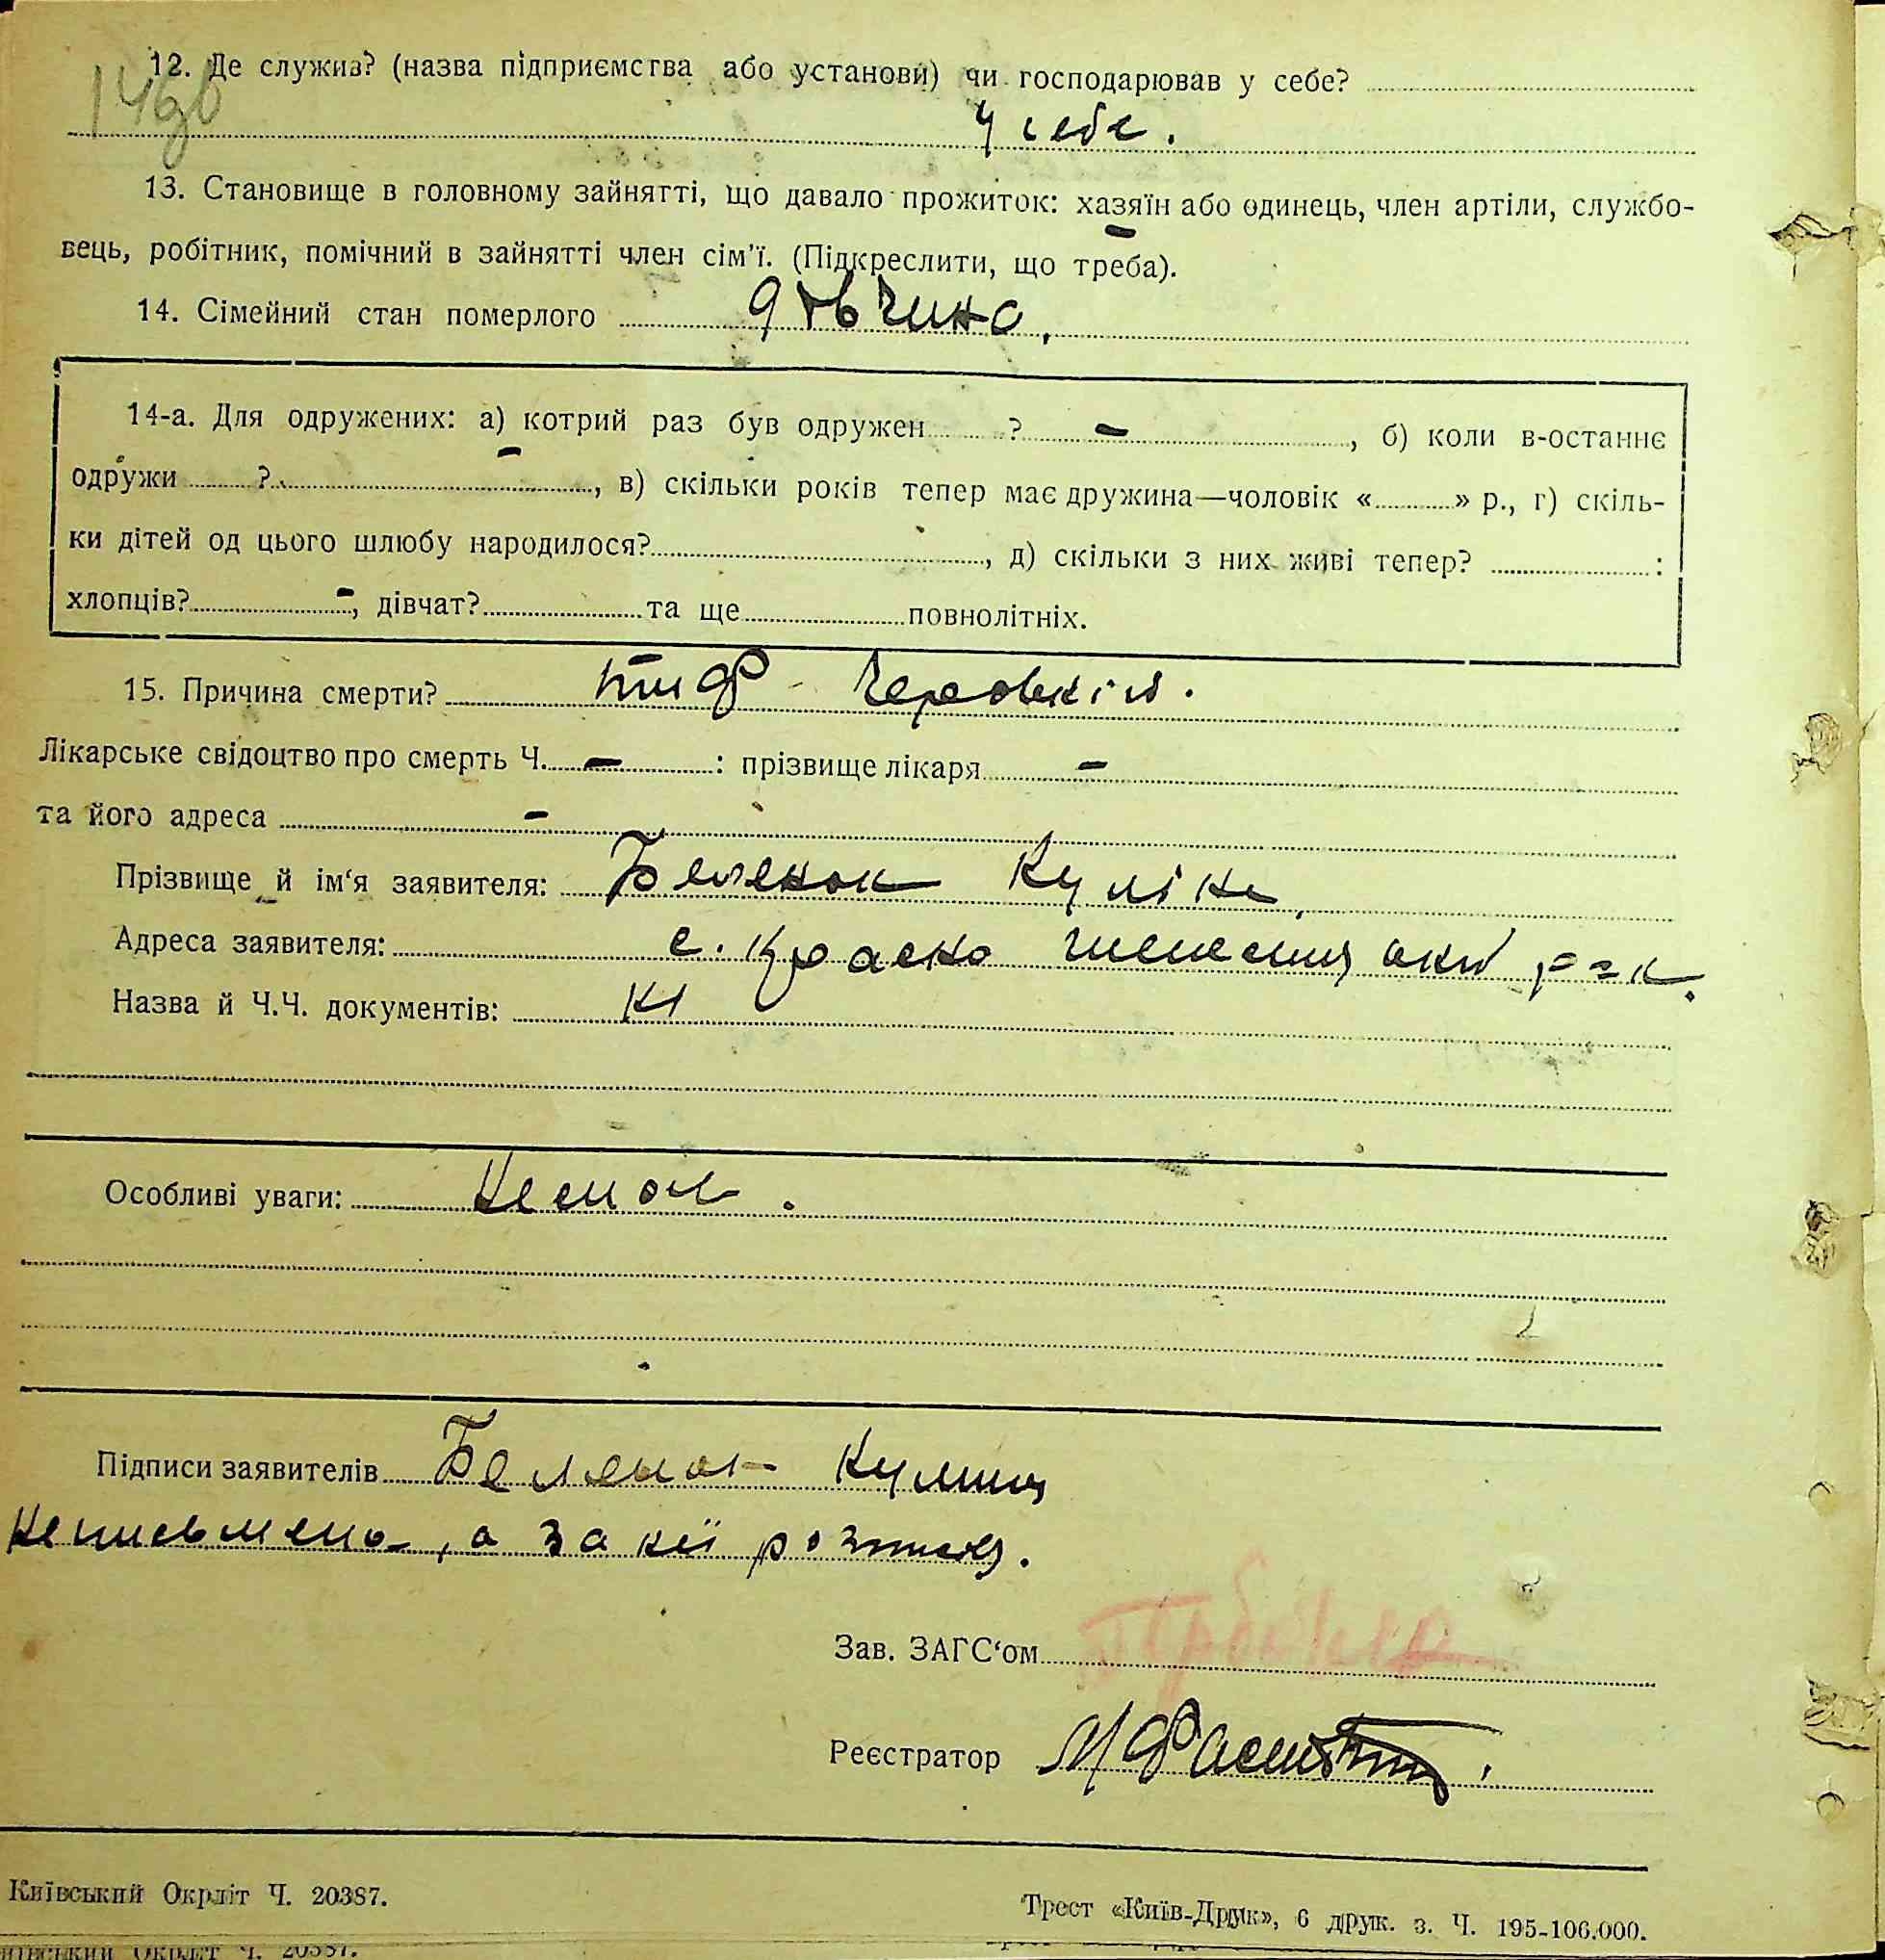 12. Де служив? (назва підприємства або установи) чи господарював у себе?
У себе.
13. Становище в головному зайнятті, що давало прожиток: хазяїн або одинець, член артіли, службо-
вець, робітник, помічний в зайнятті член сім'ї. (Підкреслити, що треба).
14. Сімейний стан померлого дівчина,
14-а. Для одружених: а) котрий раз був одружен ? - , б) коли в-останнє
одружи ? , в) скільки років тепер має дружина—чоловік « » р., г) скіль-
ки дітей од цього шлюбу народилося? , д) скільки з них живі тепер? :
хлопців? - , дівчат? та ще повнолітніх.
15. Причина смерти? тиф
Лікарське свідоцтво про смерть Ч. - : прізвище лікаря -
та його адреса -
Прізвище й ім'я заявителя:
Адреса заявителя: с.
Назва й Ч.Ч. документів:
Особливі уваги: Немає.
Підписи заявителів
неписьмена, а за неї
Зав. ЗАГС'ом
Реєстратор
Київський Окрліт Ч. 20387.
Трест «Київ-Друк», 6 друк. з. Ч. 195-106.000.